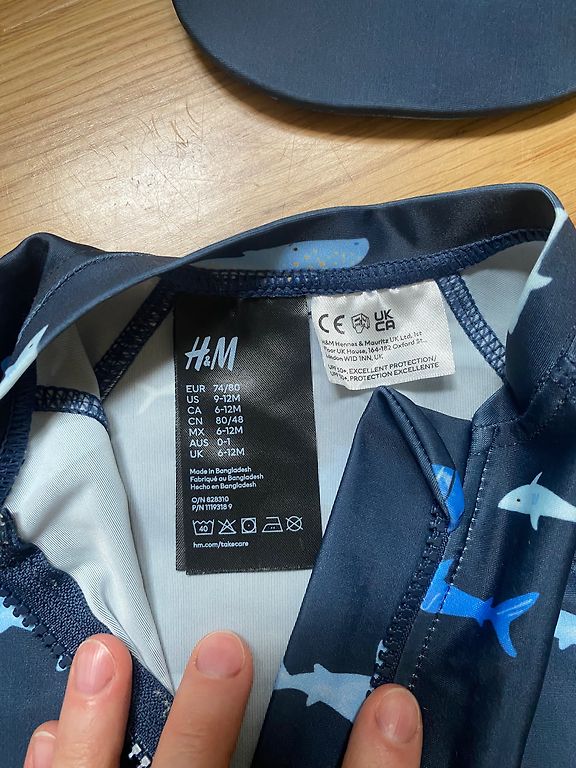 H&M
EUR 74/80
US 9-12M
CA 6-12M
CN 80/48
MX 6-12M
AUS 0-1
UK 6-12M
Made in Bangladesh
Fabriqué au Bangladesh
Hecho en Bangladesh
O/N 828310
P/N 1119318 9
40
hm.com/takecare
CE UK
CA
H&M Hennes & Mauritz UK Ltd, 1st
Floor UK House, 164-182 Oxford St.,
London W1D 1NN, UK
UPF 50+, EXCELLENT PROTECTION/
UPF 50+, PROTECTION EXCELLENTE